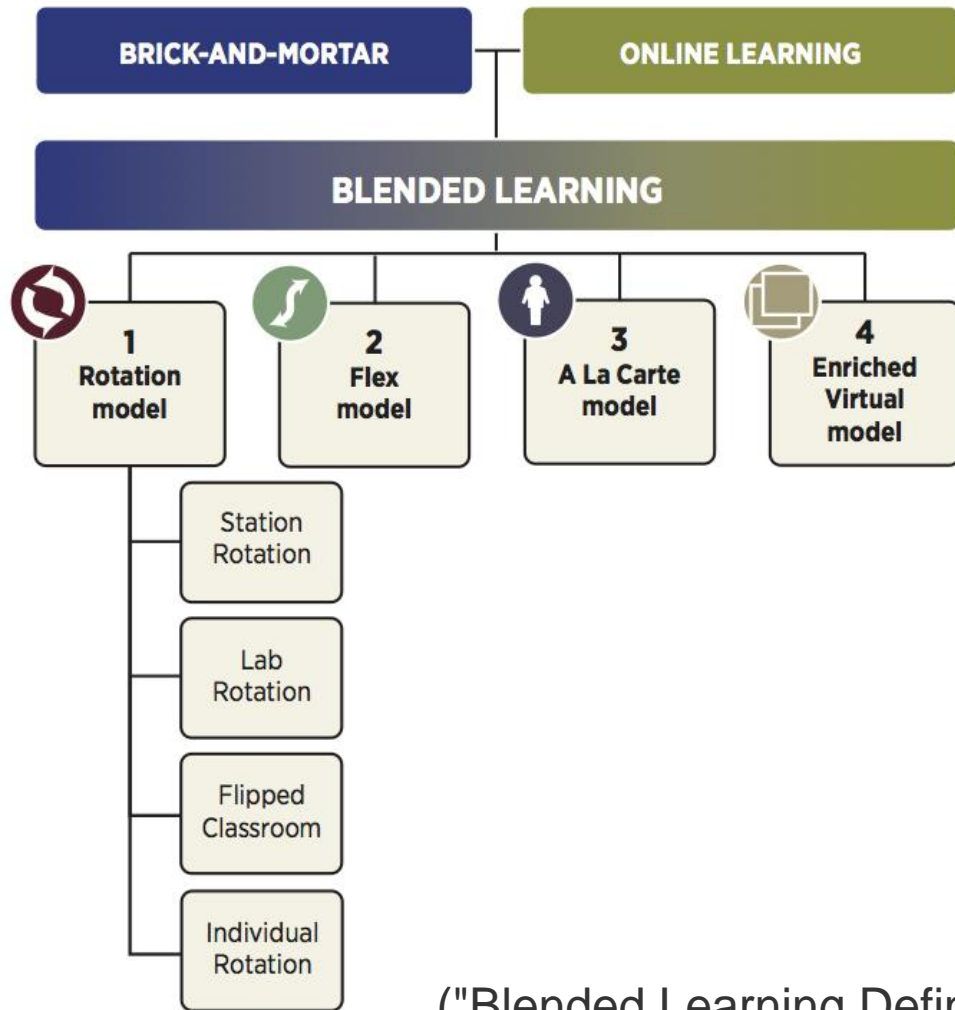 BRICK-AND-MORTAR
ONLINE LEARNING
BLENDED LEARNING
1
Rotation
model
2
Flex
model
3
A La Carte
model
4
Enriched
Virtual
model
Station
Rotation
Lab
Rotation
Flipped
Classroom
Individual
Rotation
("Blended Learning